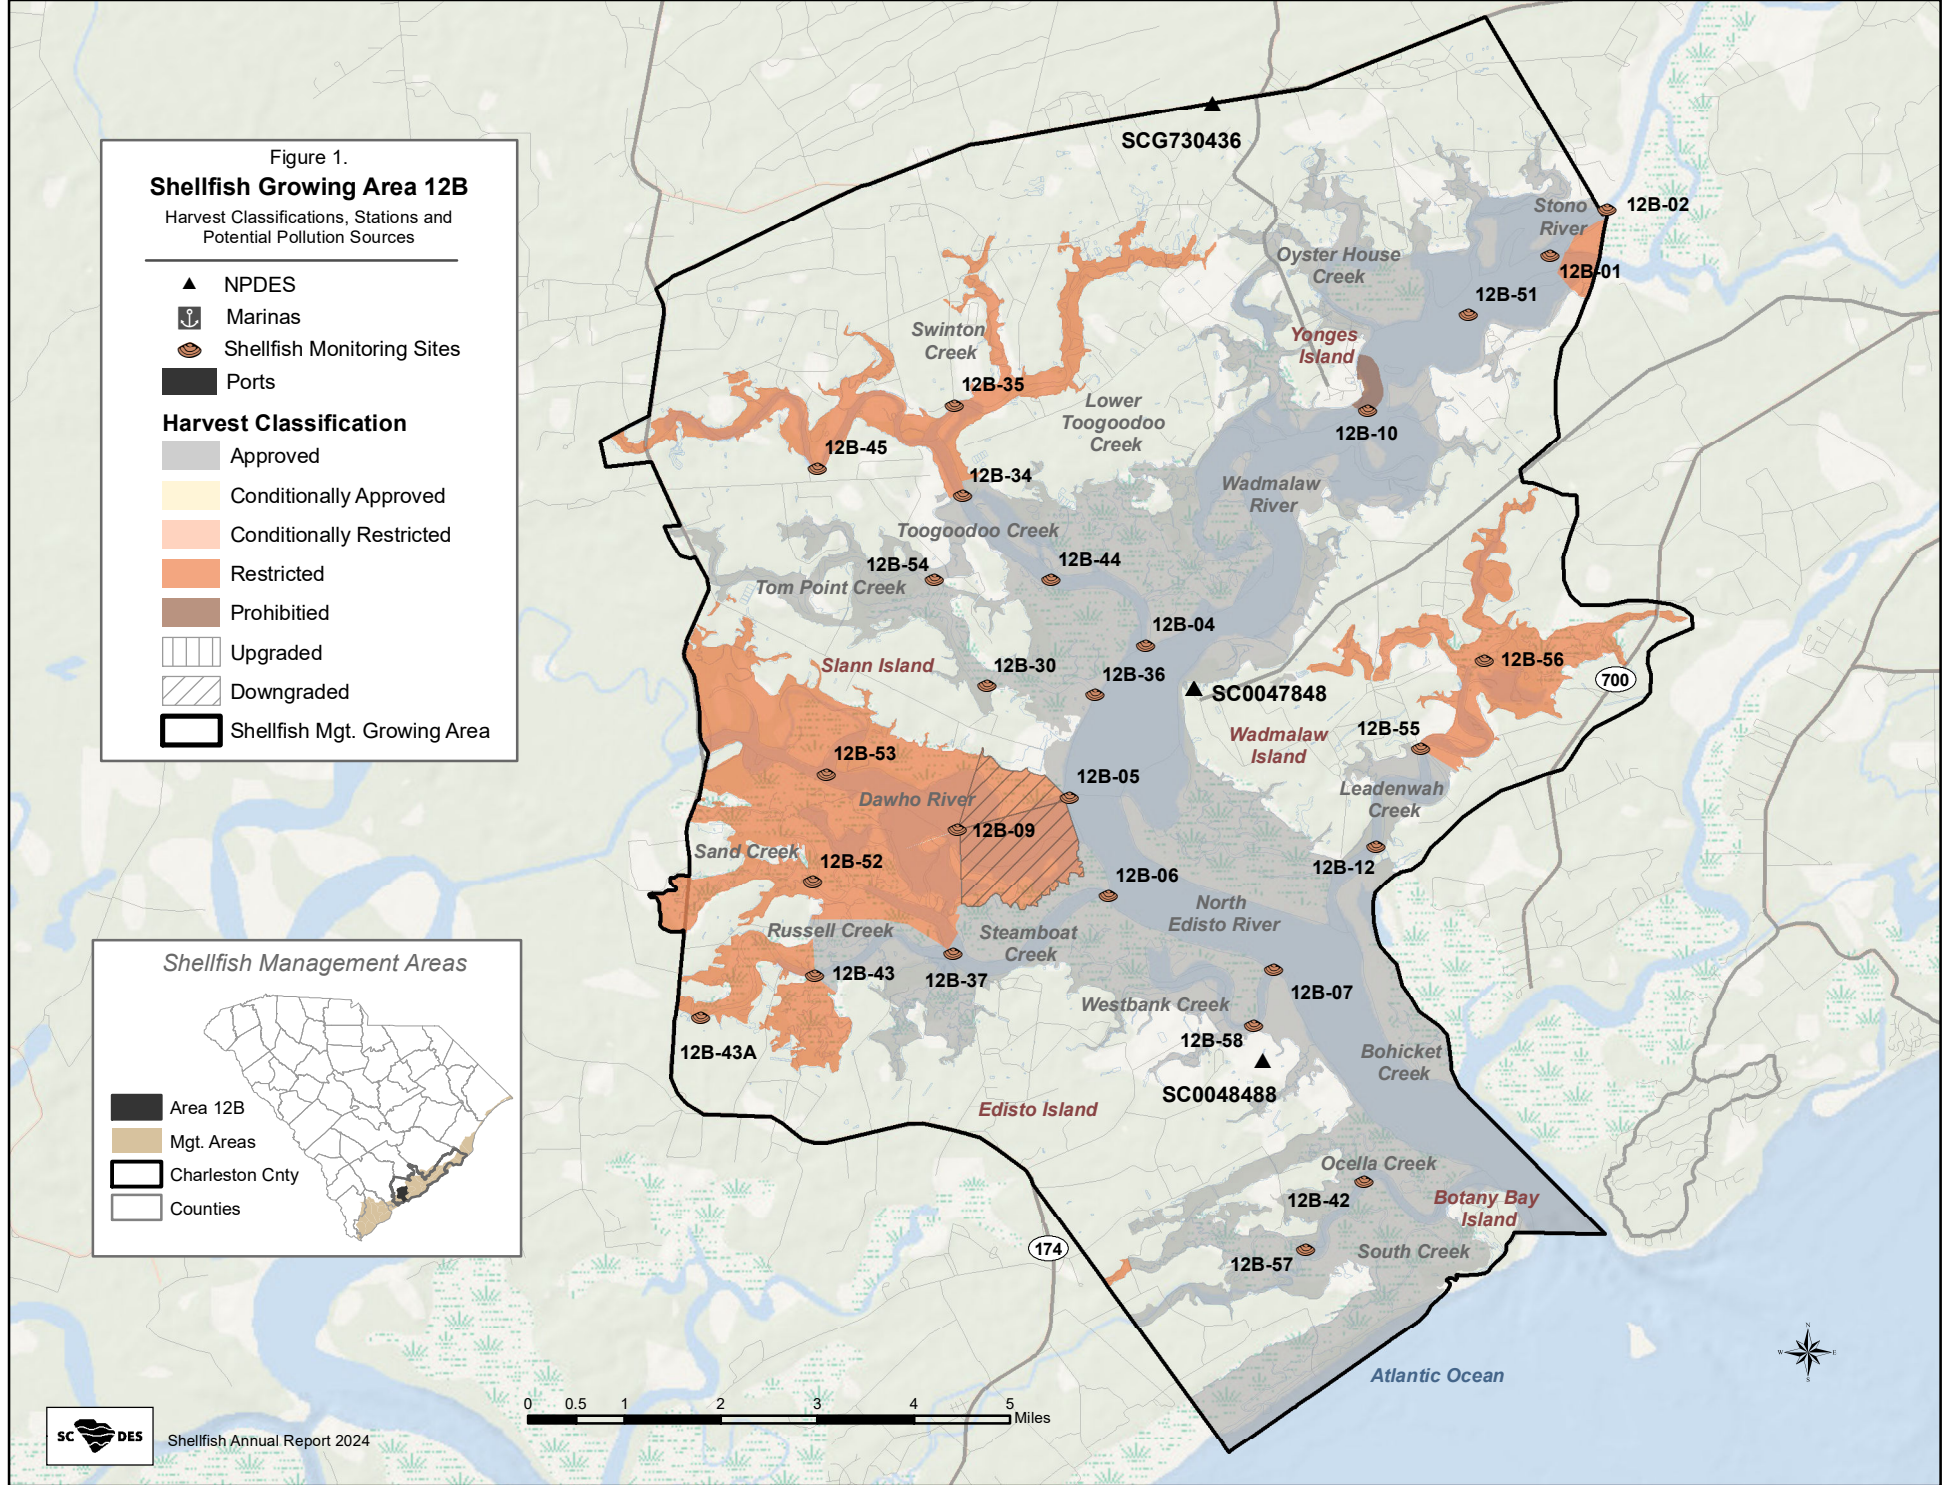 Figure 1.
Shellfish Growing Area 12B
Harvest Classifications, Stations and
Potential Pollution Sources
NPDES
Marinas
Shellfish Monitoring Sites
Ports
Harvest Classification
Approved
Conditionally Approved
Conditionally Restricted
Restricted
Prohibitied
Upgraded
Downgraded
Shellfish Mgt. Growing Area
Shellfish Management Areas
Area 12B
Mgt. Areas
Charleston Cnty
Counties
SC DES
Shellfish Annual Report 2024
0 0.5 1 2 3 4 5
Miles
SCG730436
Stono
River
12B-02
12B-01
Oyster House
Creek
12B-51
Yonges
Island
Swinton
Creek
12B-35
Lower
Toogoodoo
Creek
12B-10
12B-45
12B-34
Wadmalaw
River
Toogoodoo Creek
12B-54
12B-44
Tom Point Creek
12B-04
Slann Island
12B-30
12B-36
SC0047848
12B-56
700
Wadmalaw
Island
12B-55
12B-53
12B-05
Dawho River
Leadenwah
Creek
12B-09
Sand Creek
12B-52
12B-12
12B-06
North
Edisto River
Russell Creek
Steamboat
Creek
12B-43
12B-37
12B-07
Westbank Creek
12B-58
12B-43A
Bohicket
Creek
SC0048488
Edisto Island
Ocella Creek
12B-42
Botany Bay
Island
174
12B-57
South Creek
Atlantic Ocean
N
W
E
S